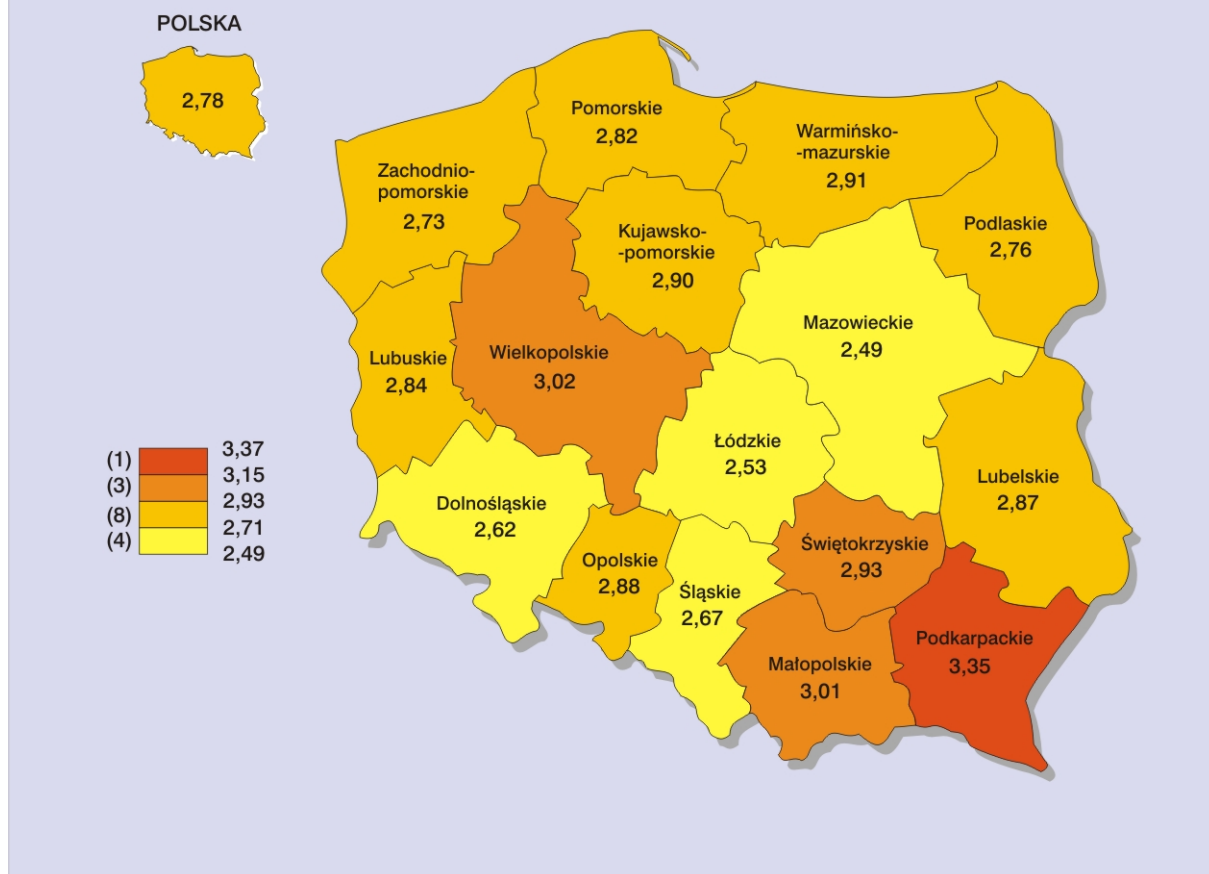 POLSKA
2,78
Pomorskie
2,82
Warmińsko-
-mazurskie
2,91
Zachodnio-
pomorskie
2,73
Kujawsko-
-pomorskie
2,90
Podlaskie
2,76
Mazowieckie
2,49
Lubuskie
2,84
Wielkopolskie
3,02
Łódzkie
2,53
Lubelskie
2,87
Dolnośląskie
2,62
Opolskie
2,88
Śląskie
2,67
Świętokrzyskie
2,93
Małopolskie
3,01
Podkarpackie
3,35
3,37
(1)
3,15
(3)
2,93
(8)
2,71
(4)
2,49